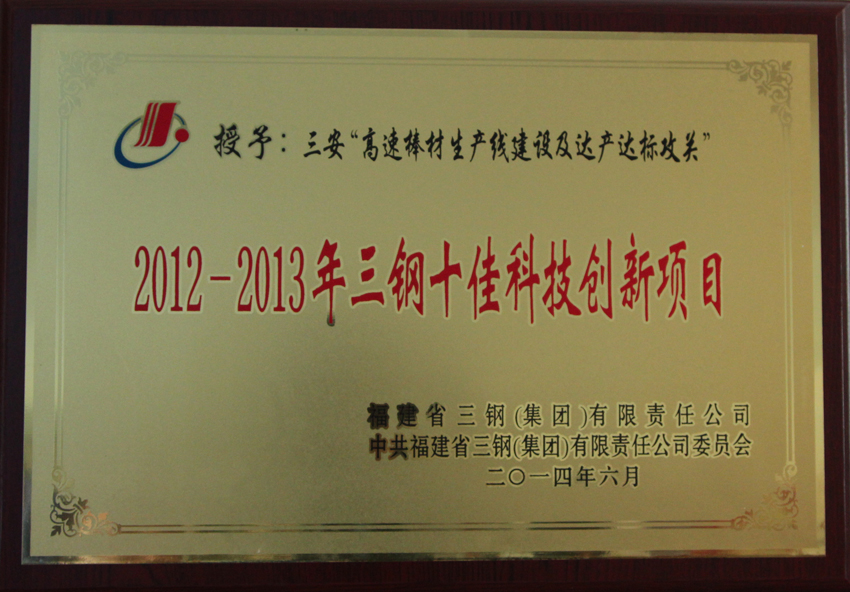 授予：三安“高速棒材生产线建设及达产达标攻关”
2012-2013年三钢十佳科技创新项目
福建省三钢(集团)有限责任公司
中共福建省三钢(集团)有限责任公司委员会
二〇一四年六月